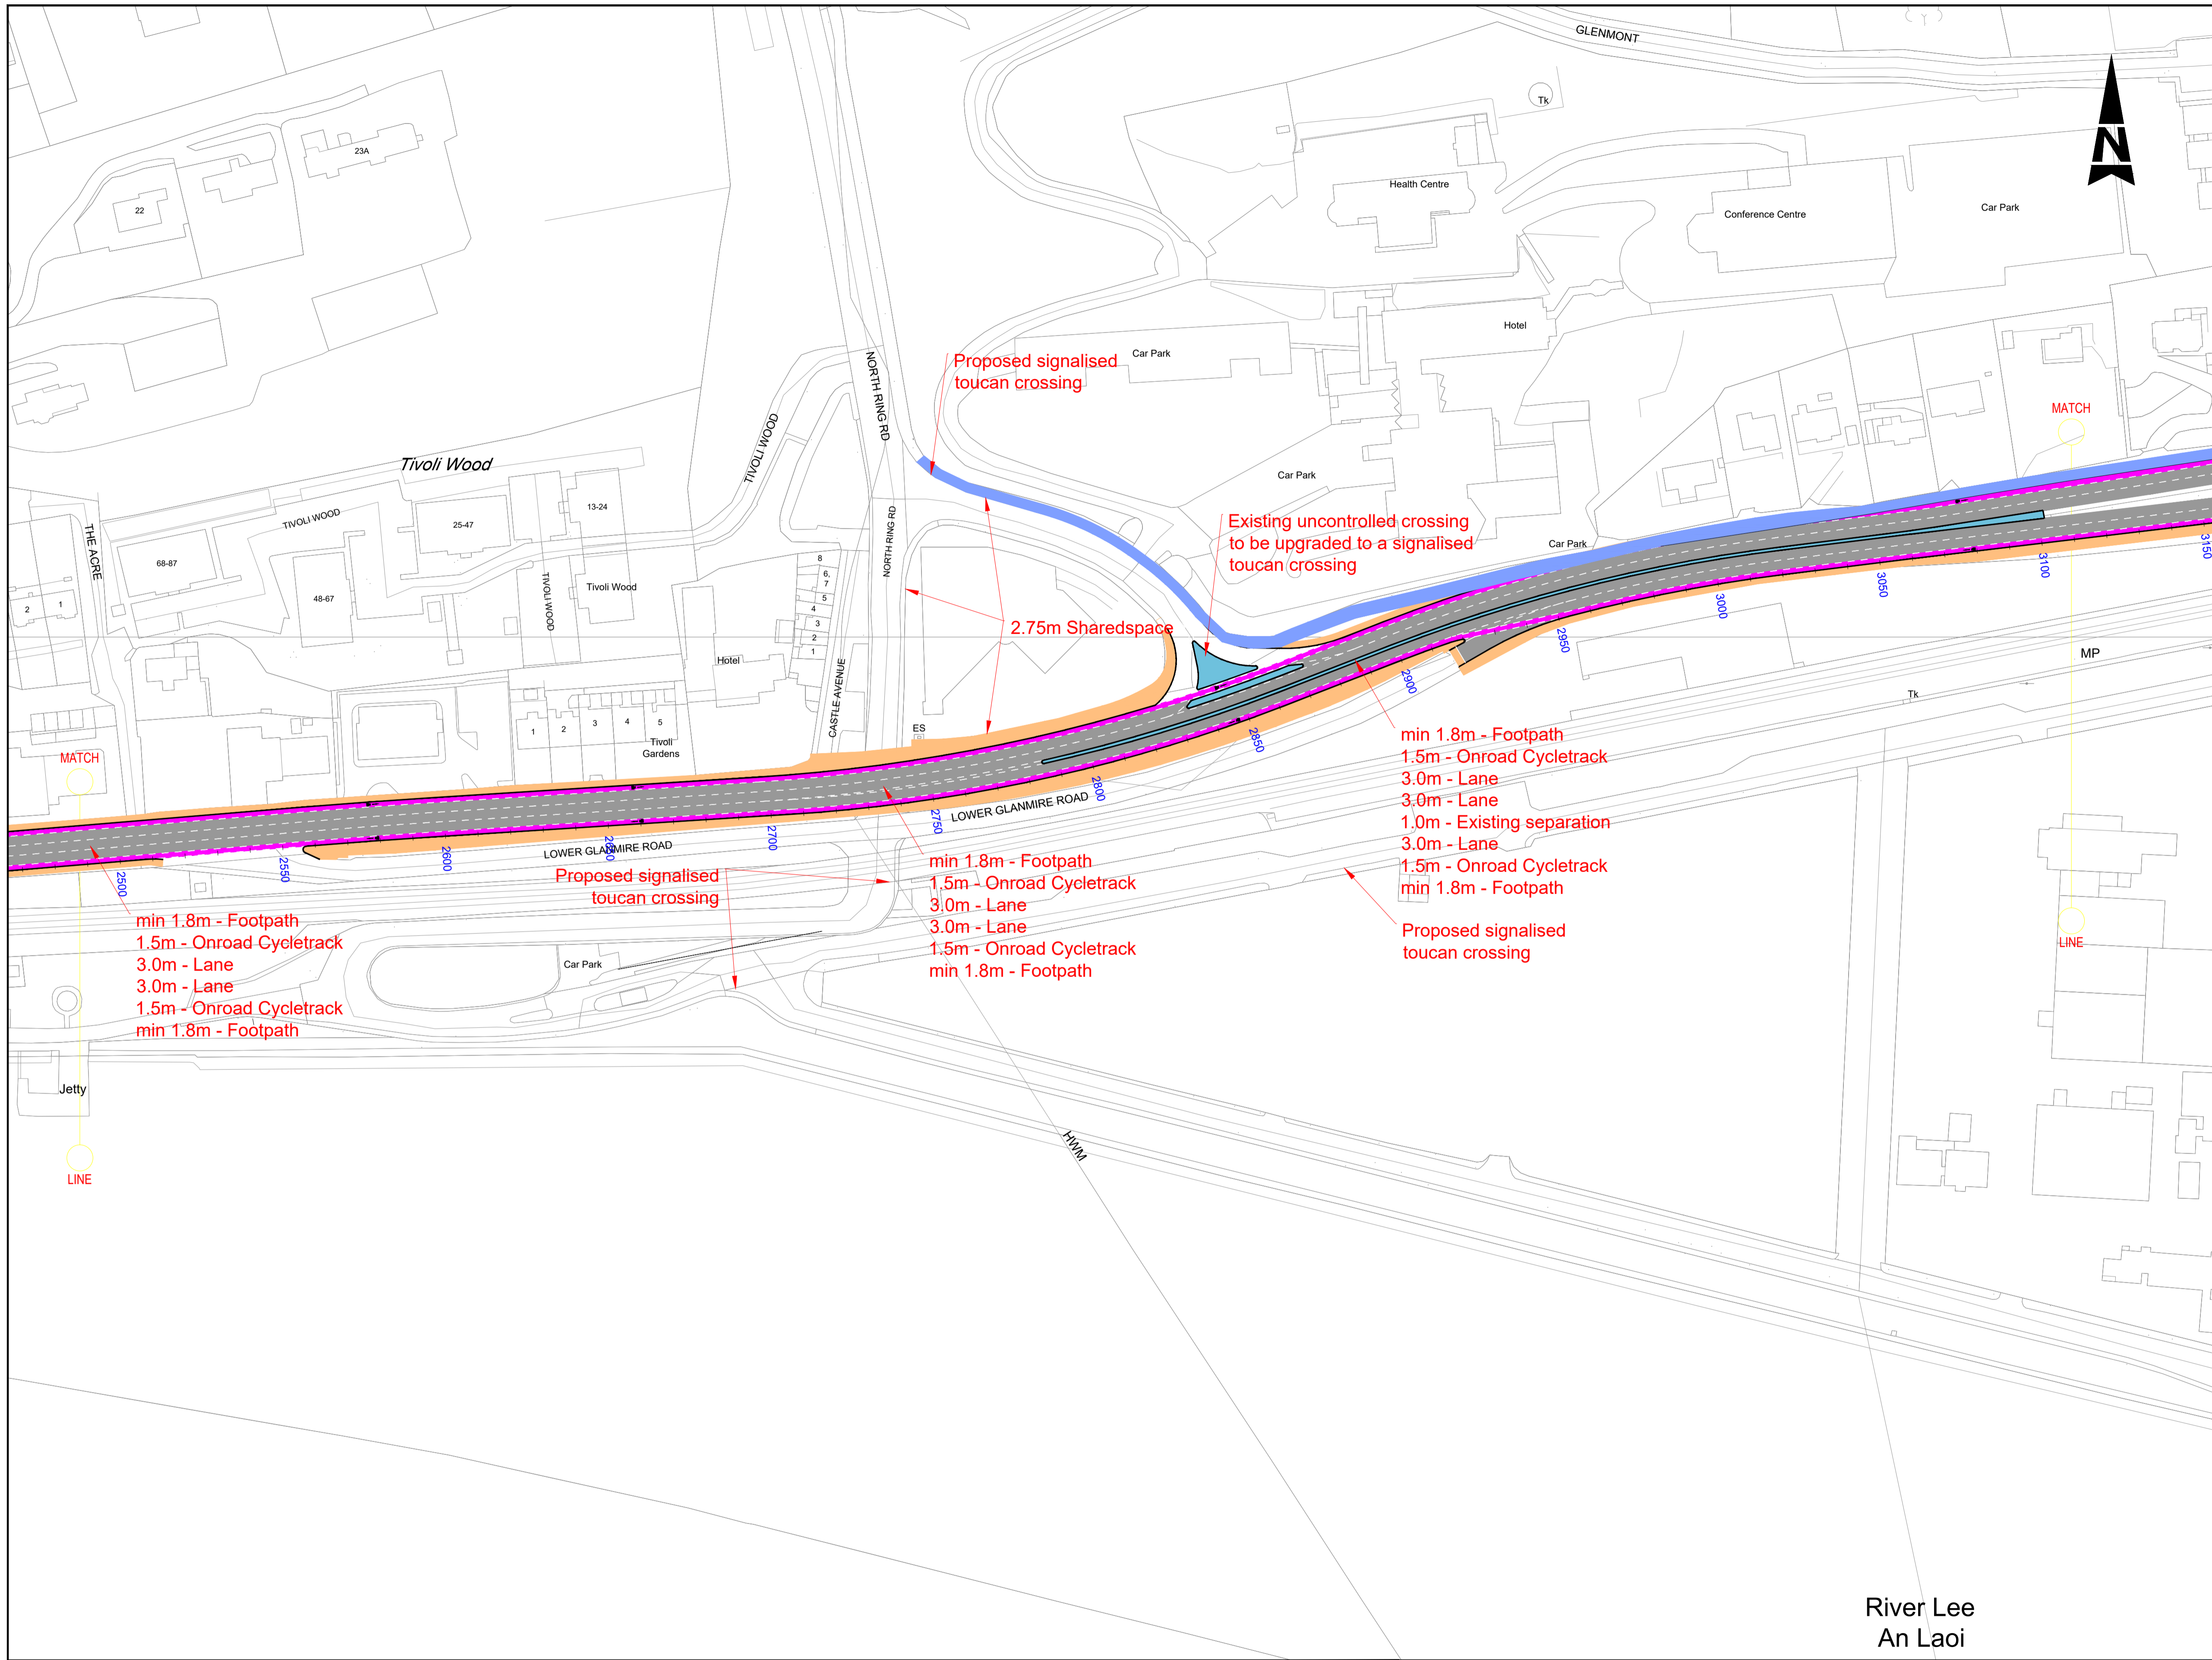 GLENMONT
N
Tk
23A
22
Health Centre
Conference Centre
Car Park
Hotel
NORTH RING RD
Proposed signalised
toucan crossing
Car Park
MATCH
TIVOLI WOOD
Tivoli Wood
Car Park
THE ACRE
TIVOLI WOOD
25-47
13-24
NORTH RING RD
Existing uncontrolled crossing
to be upgraded to a signalised
toucan crossing
Car Park
68-87
48-67
TIVOLI WOOD
Tivoli Wood
8
6,
7
5
4
3
2
1
2
1
2.75m Sharedspace
Hotel
CASTLE AVENUE
ES
1
2
3
4
5
Tivoli
Gardens
MP
Tk
MATCH
2500
2550
2600
2650
2700
2750
2800
2850
2900
2950
3000
3050
3100
3150
LOWER GLANMIRE ROAD
LOWER GLANMIRE ROAD
min 1.8m - Footpath
1.5m - Onroad Cycletrack
3.0m - Lane
3.0m - Lane
1.0m - Existing separation
3.0m - Lane
1.5m - Onroad Cycletrack
min 1.8m - Footpath
Proposed signalised
toucan crossing
min 1.8m - Footpath
1.5m - Onroad Cycletrack
3.0m - Lane
3.0m - Lane
1.5m - Onroad Cycletrack
min 1.8m - Footpath
min 1.8m - Footpath
1.5m - Onroad Cycletrack
3.0m - Lane
3.0m - Lane
1.5m - Onroad Cycletrack
min 1.8m - Footpath
Proposed signalised
toucan crossing
LINE
Car Park
Jetty
LINE
HWM
River Lee
An Laoi